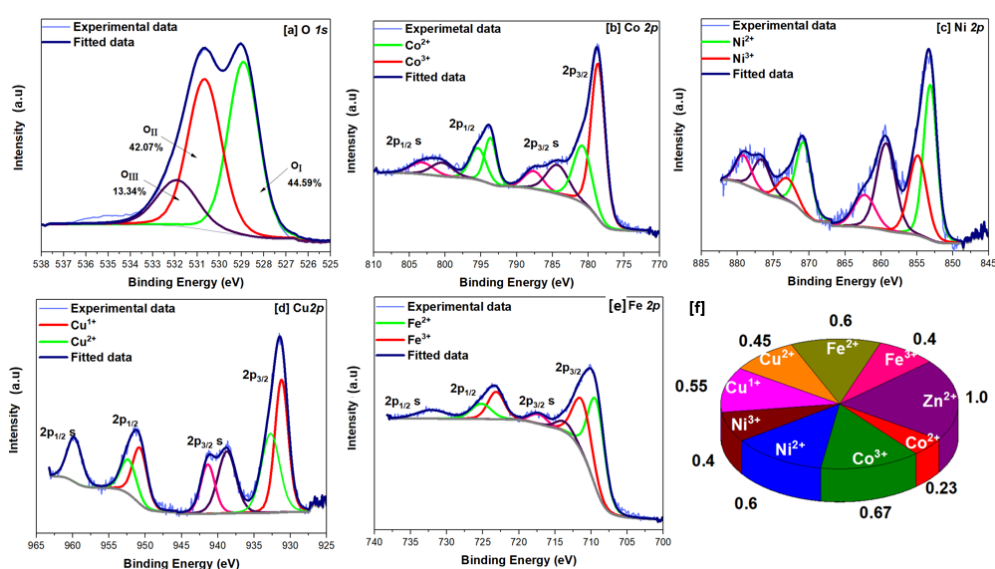 Experimental data
Fitted data
[a] O 1s
O_II
42.07%
O_III
13.34%
O_I
44.59%
Intensity (a.u)
538 537 536 535 534 533 532 531 530 529 528 527 526 525
Binding Energy (eV)
Experimental data
Co²⁺
Co³⁺
Fitted data
[b] Co 2p
2p₃/₂
2p₁/₂
2p₁/₂ s
2p₃/₂ s
Intensity (a.u)
810 805 800 795 790 785 780 775 770
Binding Energy (eV)
Experimental data
Ni²⁺
Ni³⁺
Fitted data
[c] Ni 2p
Intensity (a.u)
885 880 875 870 865 860 855 850 845
Binding Energy (eV)
Experimental data
Cu¹⁺
Cu²⁺
Fitted data
[d] Cu2p
2p₃/₂
2p₁/₂
2p₁/₂ s
2p₃/₂ s
Intensity (a.u)
965 960 955 950 945 940 935 930 925
Binding Energy (eV)
Experimental data
Fe²⁺
Fe³⁺
Fitted data
[e] Fe 2p
2p₃/₂
2p₁/₂
2p₁/₂ s
2p₃/₂ s
Intensity (a.u)
740 735 730 725 720 715 710 705 700
Binding Energy (eV)
[f]
0.6
0.45
0.4
Fe²⁺
Cu²⁺
Fe³⁺
0.55
Cu¹⁺
Zn²⁺
1.0
Ni³⁺
Ni²⁺
Co³⁺
Co²⁺
0.4
0.23
0.6
0.67